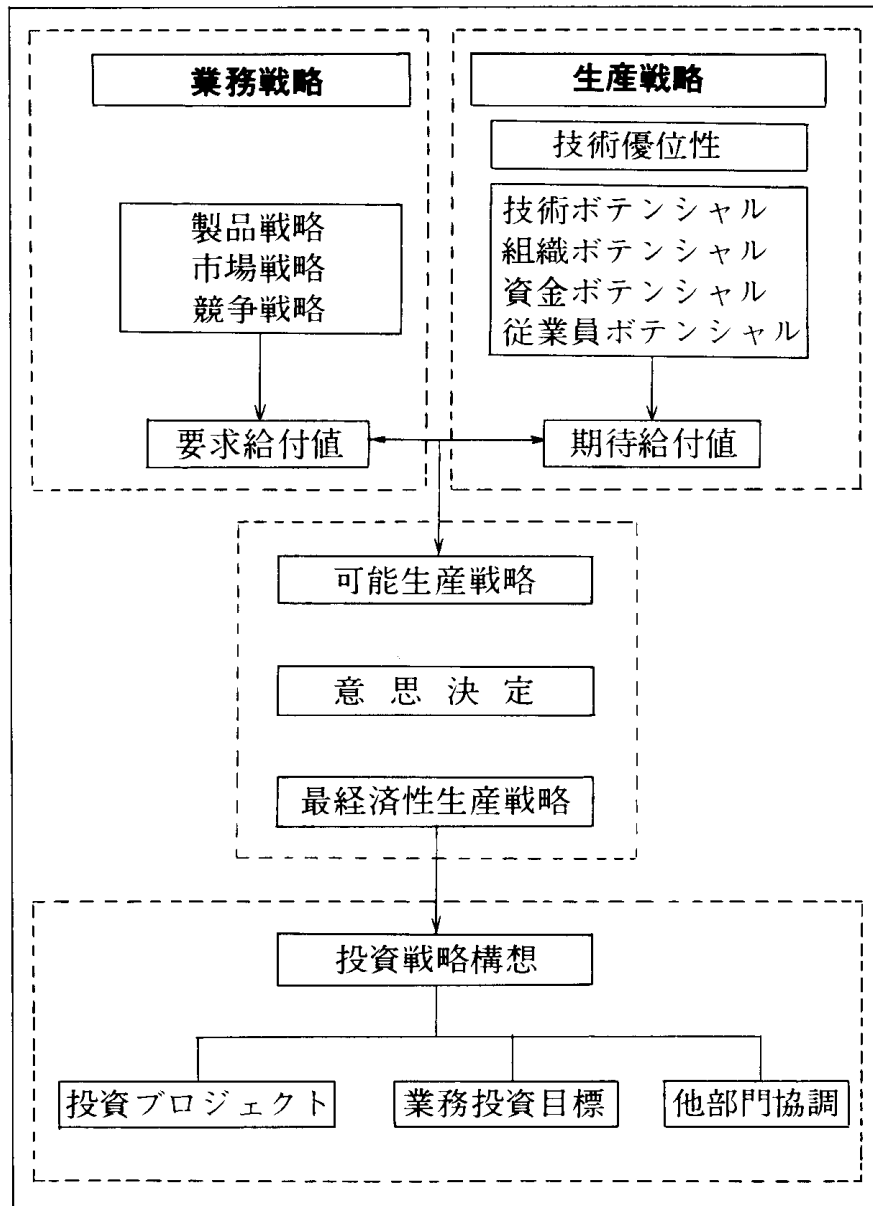 業務戦略
製品戦略
市場戦略
競争戦略
要求給付値
生産戦略
技術優位性
技術ボテンシャル
組織ボテンシャル
資金ボテンシャル
従業員ボテンシャル
期待給付値
可能生産戦略
意思決定
最経済性生産戦略
投資戦略構想
投資ブロジェクト
業務投資目標
他部門協調